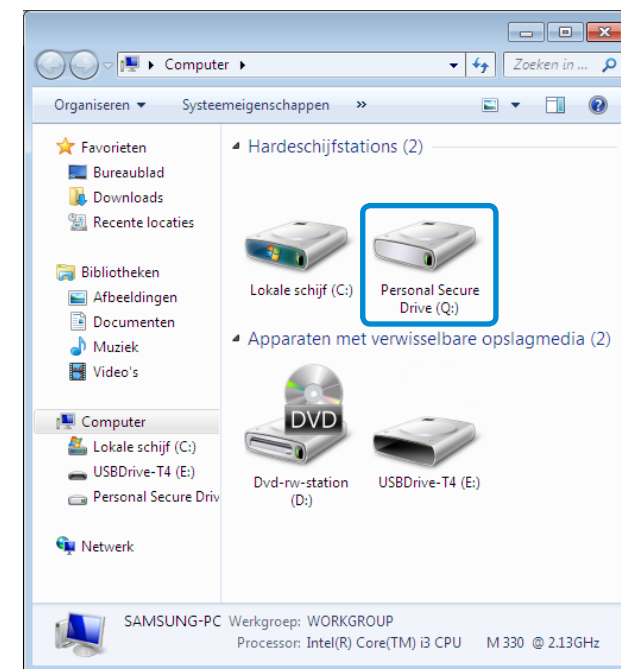 Computer
Zoeken in ...
Organiseren Systeemeigenschappen »
Favorieten
Bureaublad
Downloads
Recente locaties
Bibliotheken
Afbeeldingen
Documenten
Muziek
Video's
Computer
Lokale schijf (C:)
USBDrive-T4 (E:)
Personal Secure Driv
Netwerk
Hardeschijfstations (2)
Lokale schijf (C:)
Personal Secure
Drive (Q:)
Apparaten met verwisselbare opslagmedia (2)
DVD
Dvd-rw-station
(D:)
USBDrive-T4 (E:)
SAMSUNG-PC Werkgroep: WORKGROUP
Processor: Intel(R) Core(TM) i3 CPU M 330 @ 2.13GHz